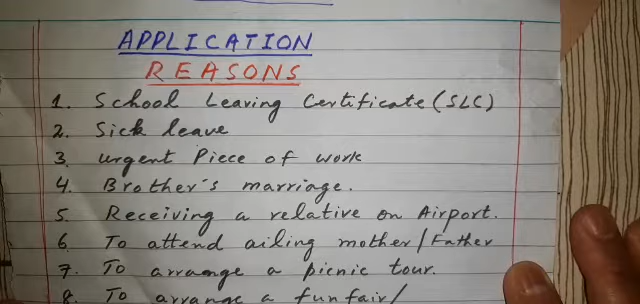 APPLICATION
REASONS
1. School Leaving Certificate (SLC)
2. Sick leave
3. urgent Piece of work
4. Brother's marriage.
5. Receiving a relative on Airport.
6. To attend ailing mother/Father
7. To arrange a picnic tour.
8. To arrange a funfair/